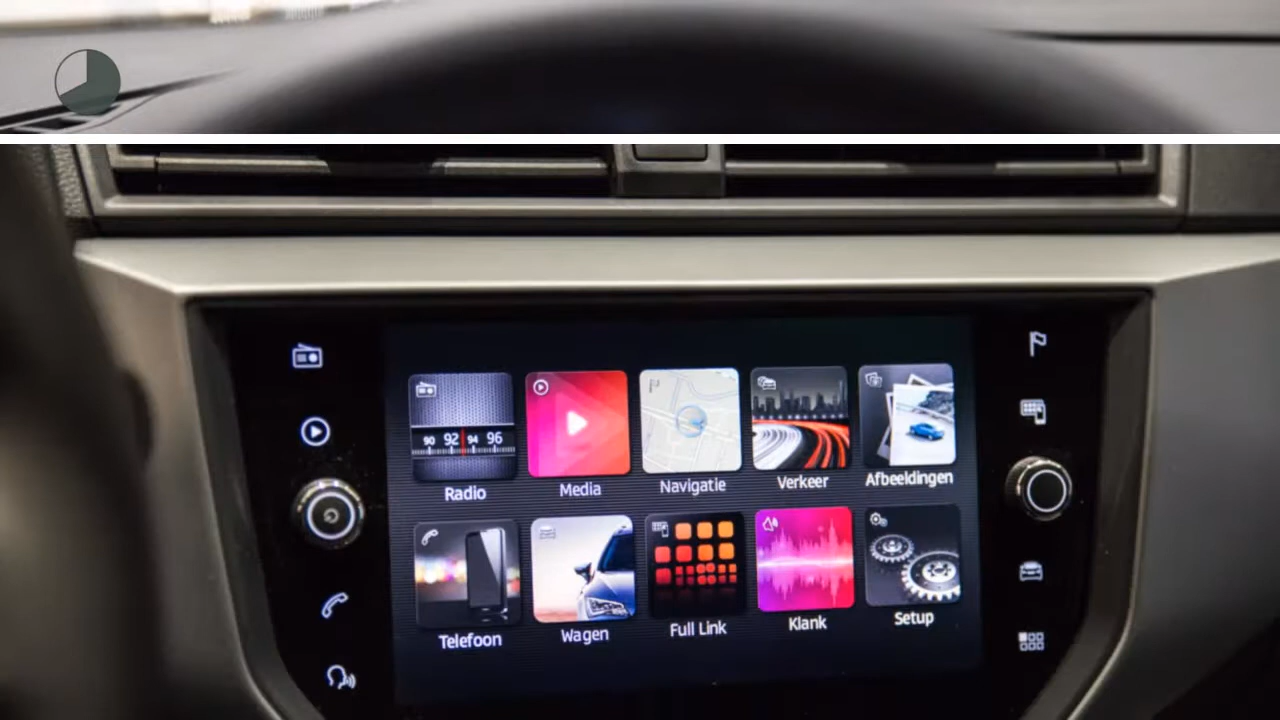 90 92 94 96
Radio
Media
Navigatie
Verkeer
Afbeeldingen
Telefoon
Wagen
Full Link
Klank
Setup